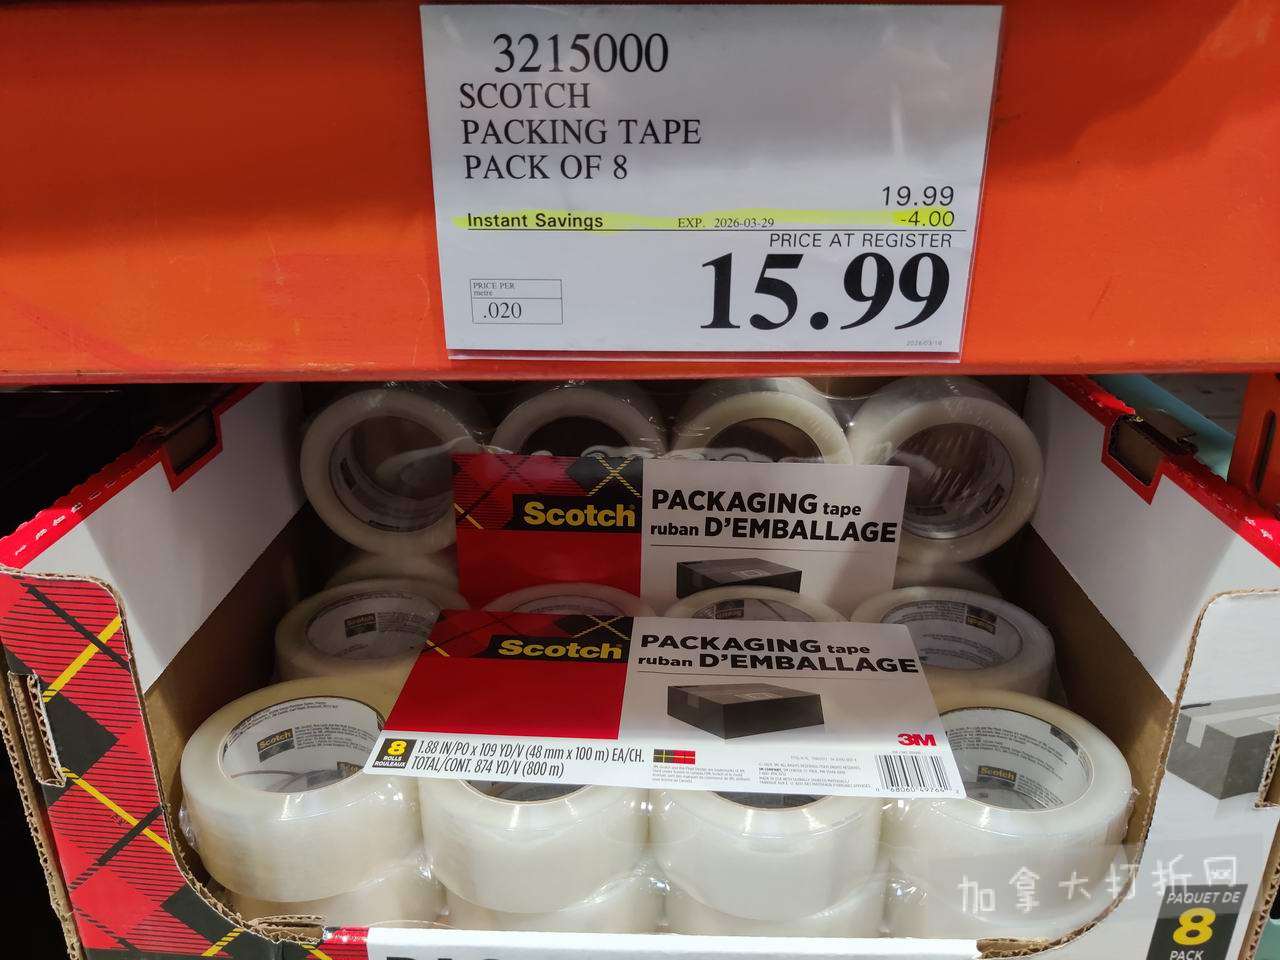 3215000
SCOTCH
PACKING TAPE
PACK OF 8
19.99
Instant Savings EXP. 2026-03-29 -4.00
PRICE AT REGISTER
15.99
PRICE PER
metre
.020
Scotch
PACKAGING tape
ruban D'EMBALLAGE
Scotch
PACKAGING tape
ruban D'EMBALLAGE
3M
8
ROLLS
ROULEAUX
1.88 IN/PO x 109 YD/V (48 mm x 100 m) EA/CH.
TOTAL/CONT. 874 YD/V (800 m)
Scotch
Scotch
加拿大打折网
PAQUET DE
8
PACK